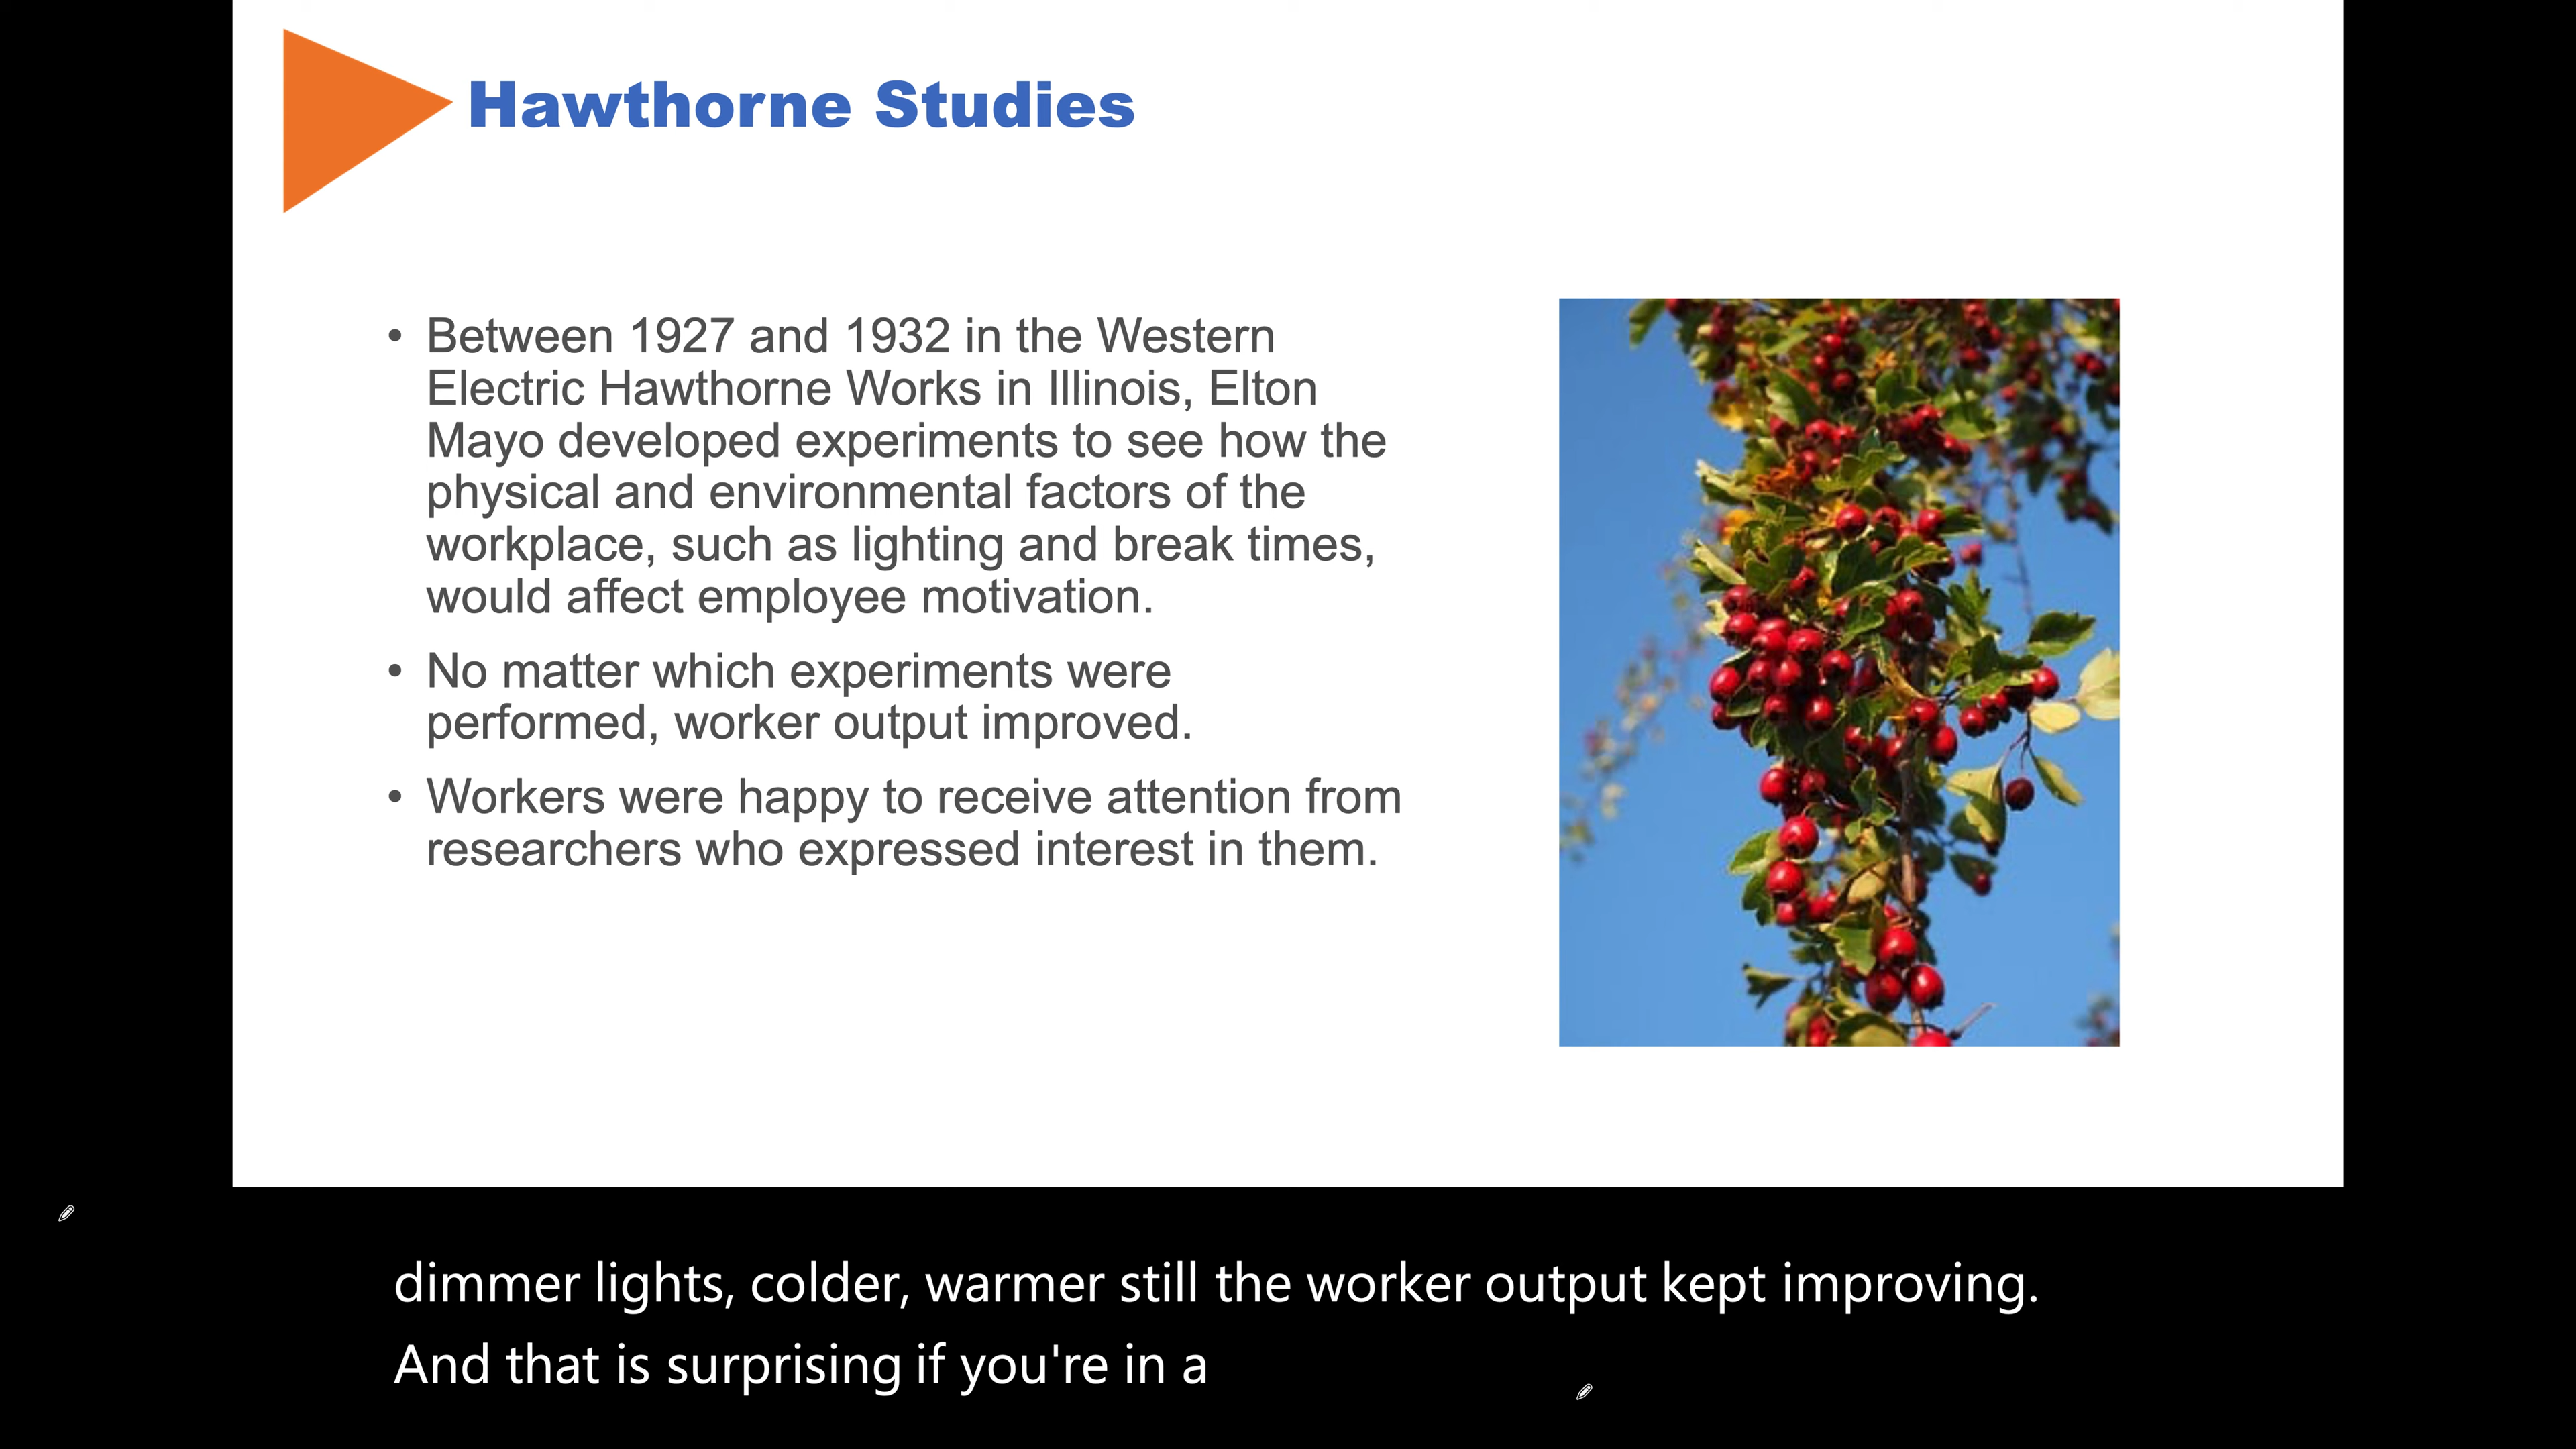 Hawthorne Studies
• Between 1927 and 1932 in the Western
Electric Hawthorne Works in Illinois, Elton
Mayo developed experiments to see how the
physical and environmental factors of the
workplace, such as lighting and break times,
would affect employee motivation.
• No matter which experiments were
performed, worker output improved.
• Workers were happy to receive attention from
researchers who expressed interest in them.
dimmer lights, colder, warmer still the worker output kept improving.
And that is surprising if you're in a